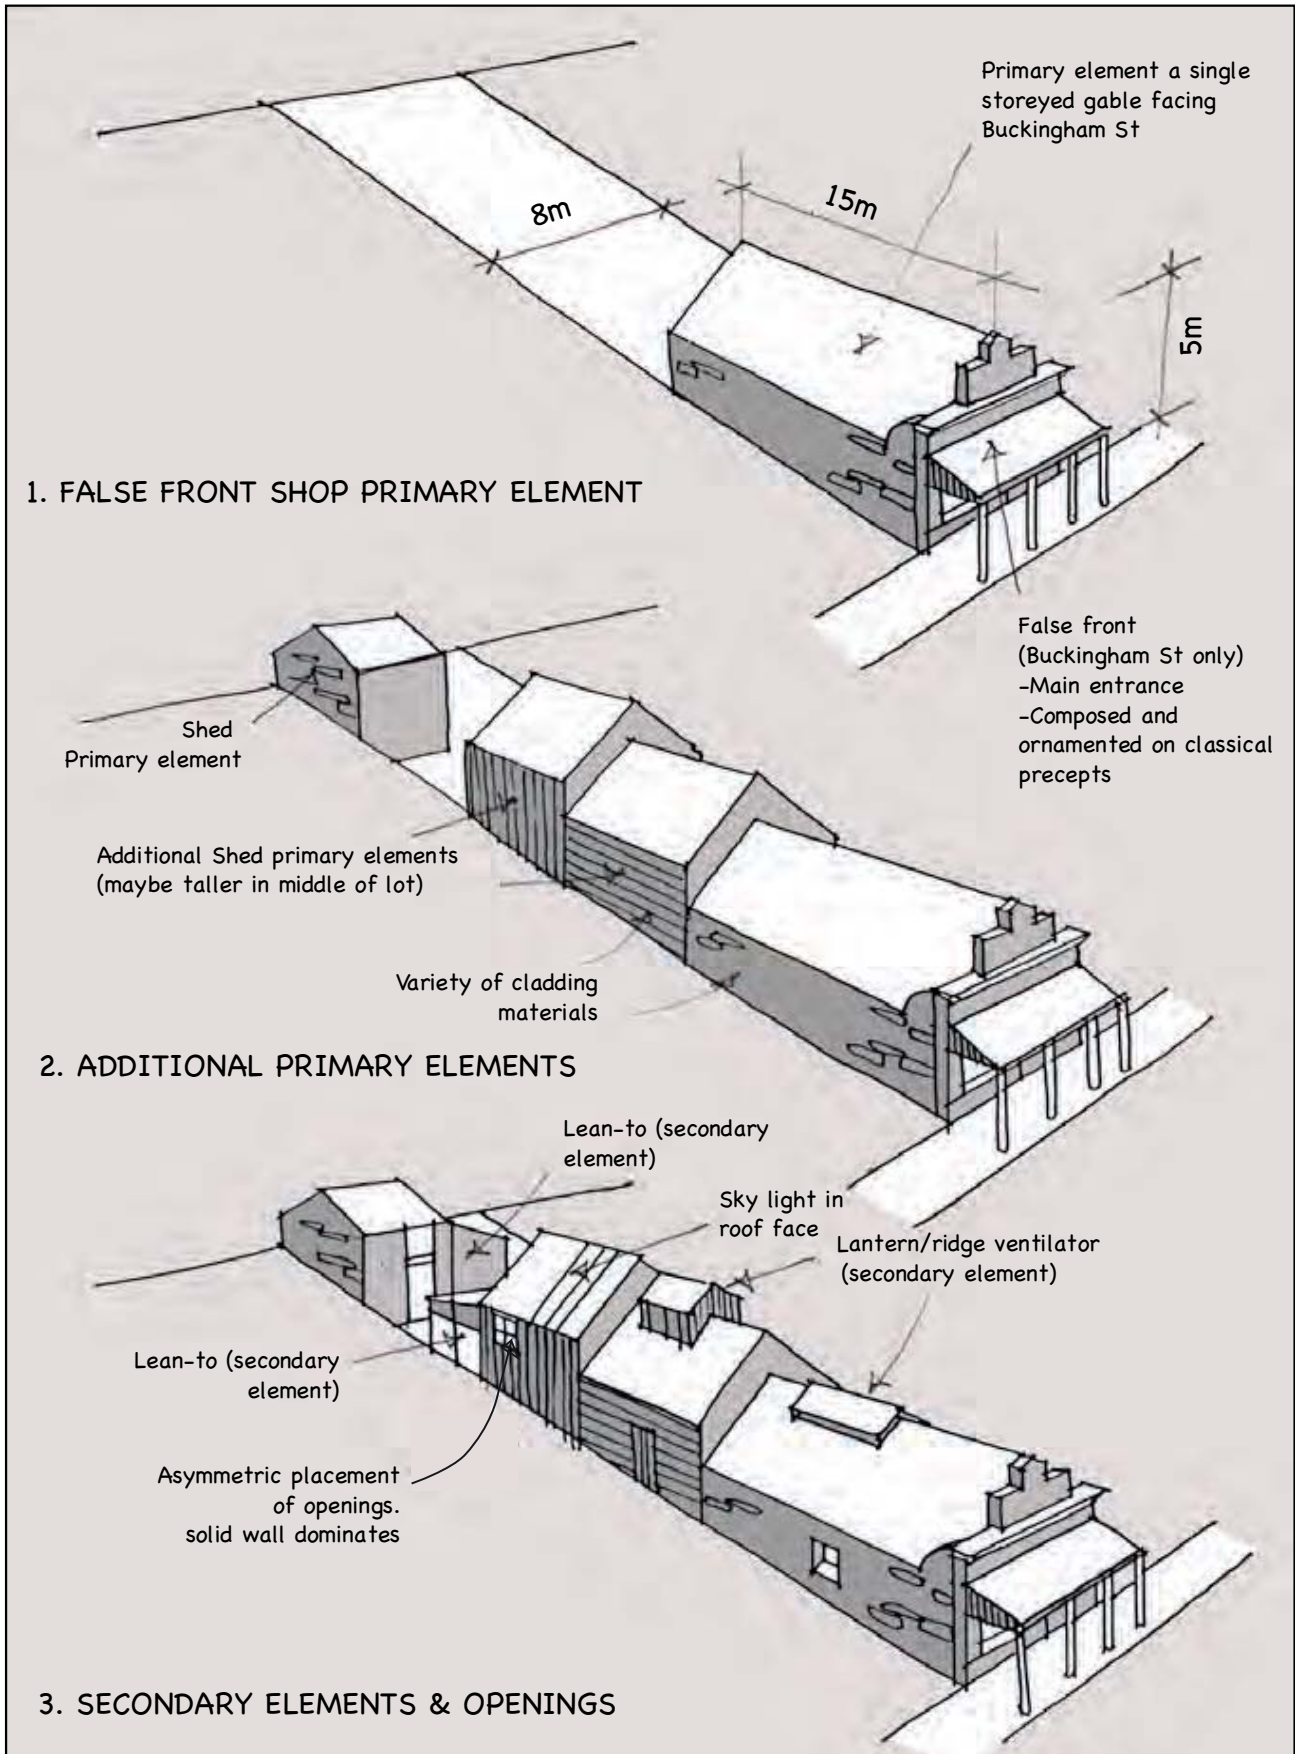 Primary element a single
storeyed gable facing
Buckingham St
15m
8m
5m
1. FALSE FRONT SHOP PRIMARY ELEMENT
False front
(Buckingham St only)
-Main entrance
-Composed and
ornamented on classical
precepts
Shed
Primary element
Additional Shed primary elements
(maybe taller in middle of lot)
Variety of cladding
materials
2. ADDITIONAL PRIMARY ELEMENTS
Lean-to (secondary
element)
Sky light in
roof face
Lantern/ridge ventilator
(secondary element)
Lean-to (secondary
element)
Asymmetric placement
of openings.
solid wall dominates
3. SECONDARY ELEMENTS & OPENINGS